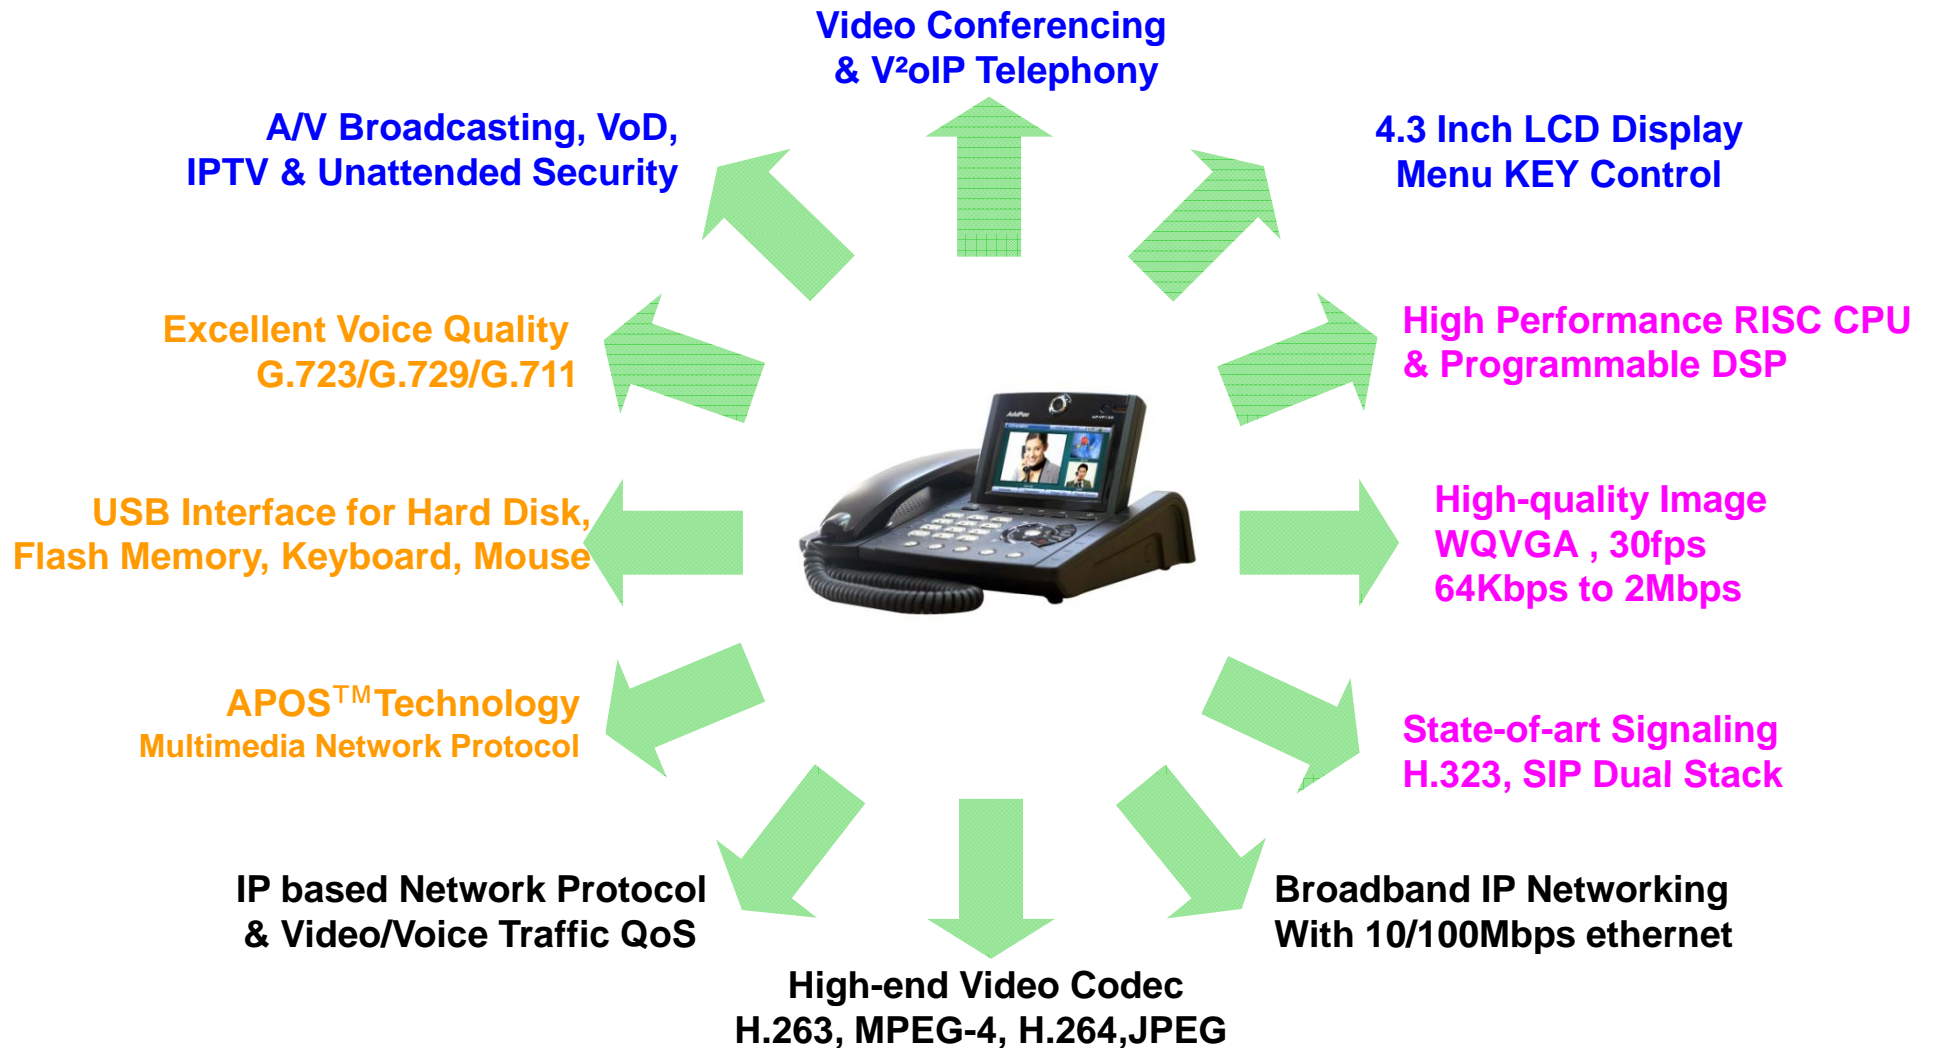 Video Conferencing
& V²oIP Telephony
A/V Broadcasting, VoD,
IPTV & Unattended Security
4.3 Inch LCD Display
Menu KEY Control
Excellent Voice Quality
G.723/G.729/G.711
High Performance RISC CPU
& Programmable DSP
AddPac
USB Interface for Hard Disk,
Flash Memory, Keyboard, Mouse
High-quality Image
WQVGA , 30fps
64Kbps to 2Mbps
APOS™Technology
Multimedia Network Protocol
State-of-art Signaling
H.323, SIP Dual Stack
IP based Network Protocol
& Video/Voice Traffic QoS
Broadband IP Networking
With 10/100Mbps ethernet
High-end Video Codec
H.263, MPEG-4, H.264,JPEG